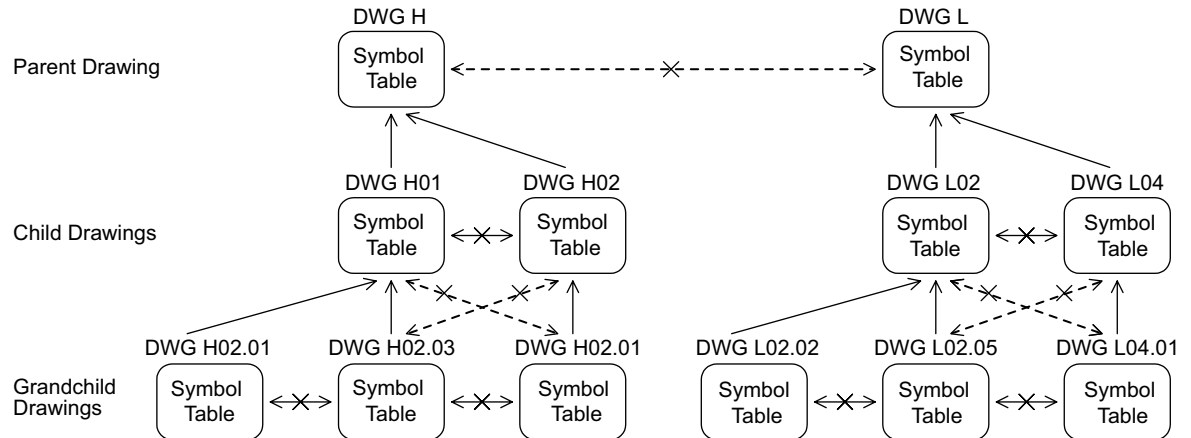 DWG H
DWG L
Parent Drawing
Symbol
Table
Symbol
Table
DWG H01
DWG H02
DWG L02
DWG L04
Child Drawings
Symbol
Table
Symbol
Table
Symbol
Table
Symbol
Table
DWG H02.01
DWG H02.03
DWG H02.01
DWG L02.02
DWG L02.05
DWG L04.01
Grandchild
Drawings
Symbol
Table
Symbol
Table
Symbol
Table
Symbol
Table
Symbol
Table
Symbol
Table